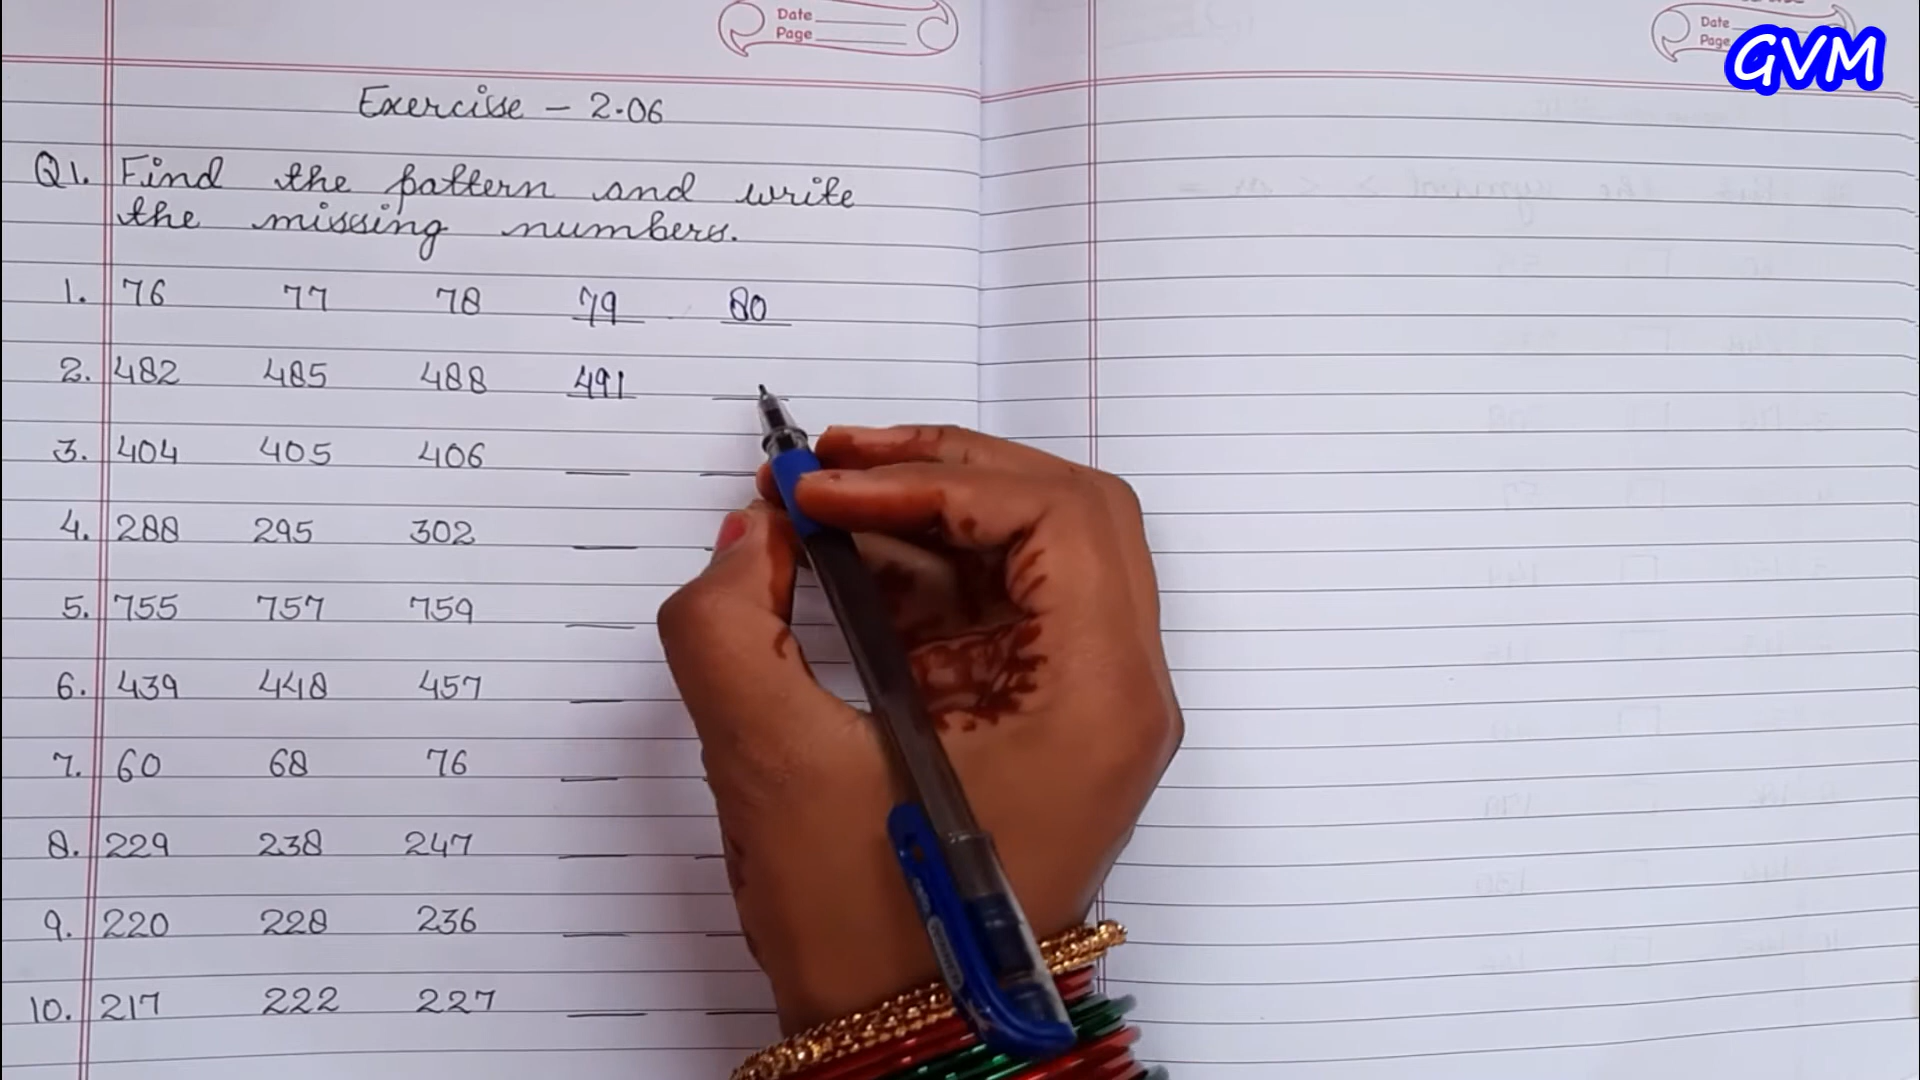 Date
Page
Date
Page
GVM
Exercise - 2.06
Q1. Find the pattern and write
the missing numbers.
1. 76 77 78 79 80
2. 482 485 488 491
3. 404 405 406
4. 288 295 302
5. 755 757 759
6. 439 448 457
7. 60 68 76
8. 229 238 247
9. 220 228 236
10. 217 222 227